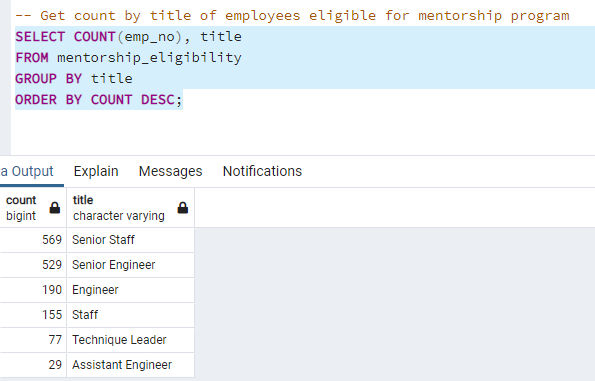 -- Get count by title of employees eligible for mentorship program
SELECT COUNT(emp_no), title
FROM mentorship_eligibility
GROUP BY title
ORDER BY COUNT DESC;
a Output Explain Messages Notifications
count title
bigint character varying
569 Senior Staff
529 Senior Engineer
190 Engineer
155 Staff
77 Technique Leader
29 Assistant Engineer